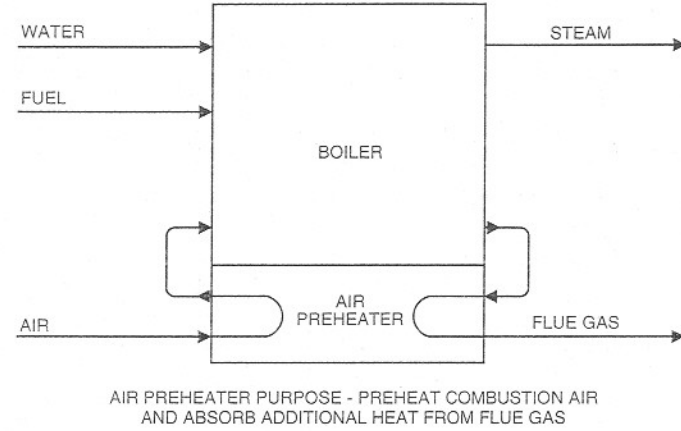 WATER
STEAM
FUEL
BOILER
AIR
PREHEATER
AIR
FLUE GAS
AIR PREHEATER PURPOSE - PREHEAT COMBUSTION AIR
AND ABSORB ADDITIONAL HEAT FROM FLUE GAS